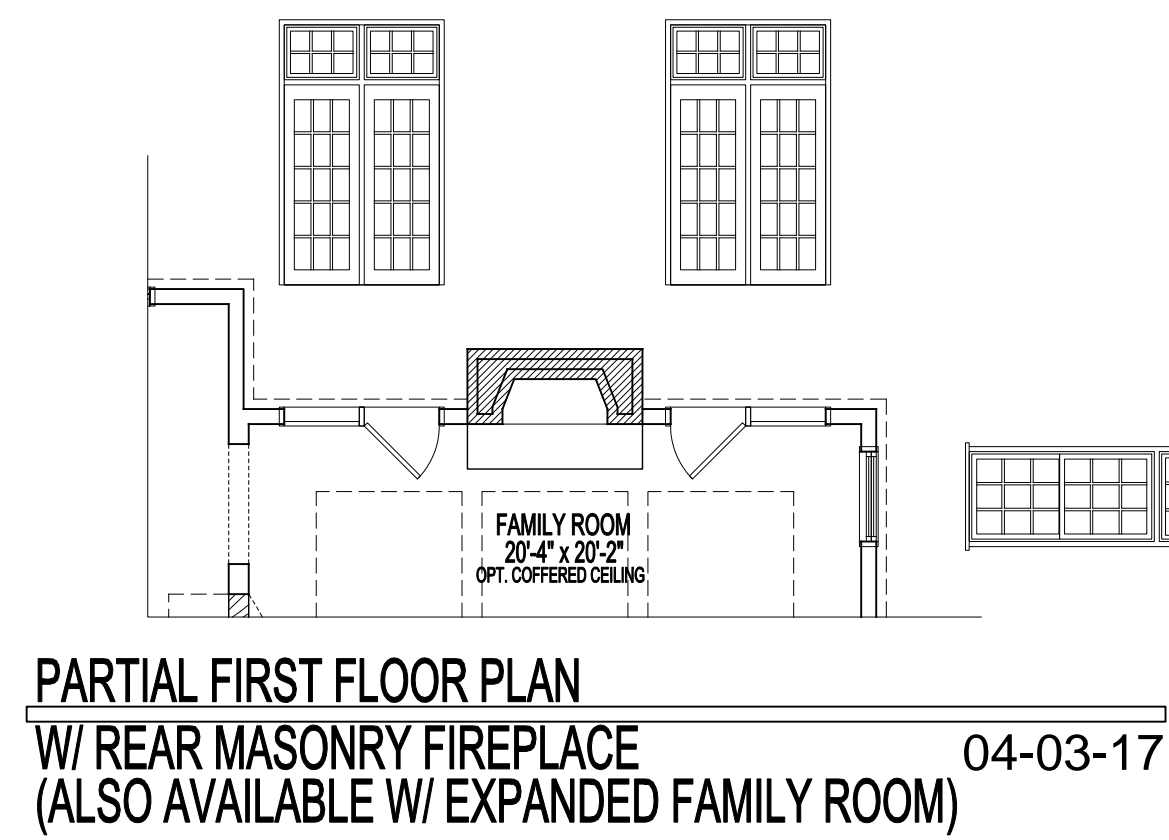 FAMILY ROOM
20'-4" x 20'-2"
OPT. COFFERED CEILING
PARTIAL FIRST FLOOR PLAN
W/ REAR MASONRY FIREPLACE 04-03-17
(ALSO AVAILABLE W/ EXPANDED FAMILY ROOM)